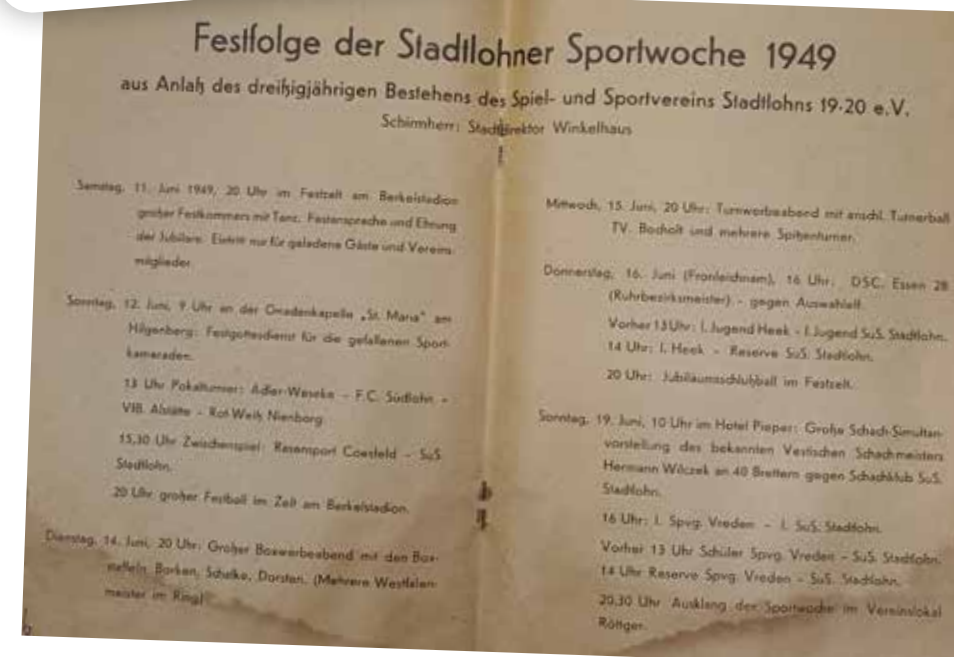 Festfolge der Stadtlohner Sportwoche 1949
aus Anlaß des dreißigjährigen Bestehens des Spiel- und Sportvereins Stadtlohns 19-20 e.V.
Schirmherr: Stadtdirektor Winkelhaus
Samstag, 11. Juni 1949, 20 Uhr im Festzelt am Berkelstadion
großer Festkommers mit Tanz, Festansprache und Ehrung
der Jubilare. Eintritt nur für geladene Gäste und Vereins-
mitglieder.
Sonntag, 12. Juni, 9 Uhr an der Gnadenkapelle „St. Maria" am
Hilgenberg: Festgottesdienst für die gefallenen Sport-
kameraden.
13 Uhr Pokalturnier: Adler-Weseke - F.C. Südlohn -
VfB. Alstätte - Rot-Weiß Nienborg
15,30 Uhr Zwischenspiel: Rasensport Coesfeld - SuS.
Stadtlohn.
20 Uhr großer Festball im Zelt am Berkelstadion.
Dienstag, 14. Juni, 20 Uhr: Großer Boxwerbeabend mit den Box-
staffeln Borken, Schalke, Dorsten. (Mehrere Westfalen-
meister im Ring)
Mittwoch, 15. Juni, 20 Uhr: Turnwerbeabend mit anschl. Turnerball
TV. Bocholt und mehrere Spitzenturner.
Donnerstag, 16. Juni (Fronleichnam), 16 Uhr: DSC. Essen 28
(Ruhrbezirksmeister) - gegen Auswahlelf.
Vorher 13 Uhr: I. Jugend Heek - I. Jugend SuS. Stadtlohn.
14 Uhr: I. Heek - Reserve SuS. Stadtlohn.
20 Uhr: Jubiläumsschlußball im Festzelt.
Sonntag, 19. Juni, 10 Uhr im Hotel Pieper: Große Schach-Simultan-
vorstellung des bekannten Vestischen Schachmeisters
Hermann Wilczek an 40 Brettern gegen Schachklub SuS.
Stadtlohn.
16 Uhr: I. Spvg. Vreden - I. SuS. Stadtlohn.
Vorher 13 Uhr Schüler Spvg. Vreden - SuS. Stadtlohn.
14 Uhr Reserve Spvg. Vreden - SuS. Stadtlohn.
20,30 Uhr Ausklang der Sportwoche im Vereinslokal
Röttger.